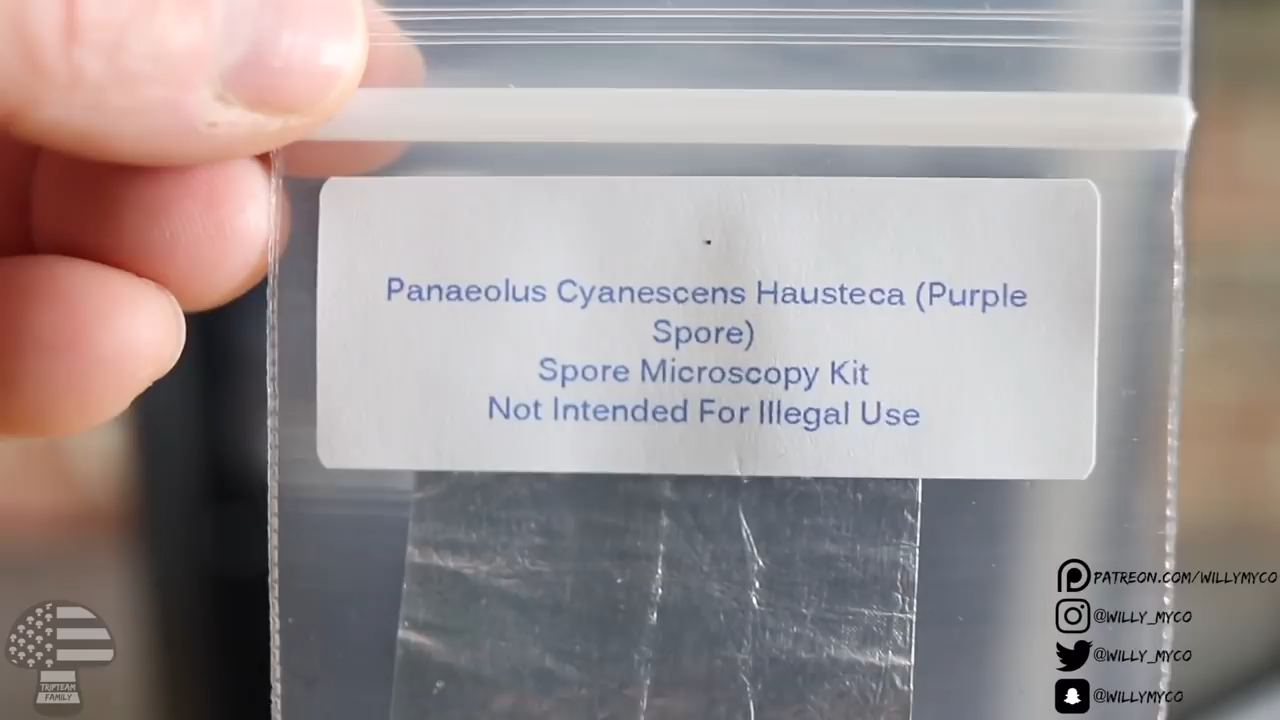 Panaeolus Cyanescens Hausteca (Purple
Spore)
Spore Microscopy Kit
Not Intended For Illegal Use
PATREON.COM/WILLYMYCO
@WILLY_MYCO
@WILLY_MYCO
@WILLYMYCO
TRIPTEAM
FAMILY